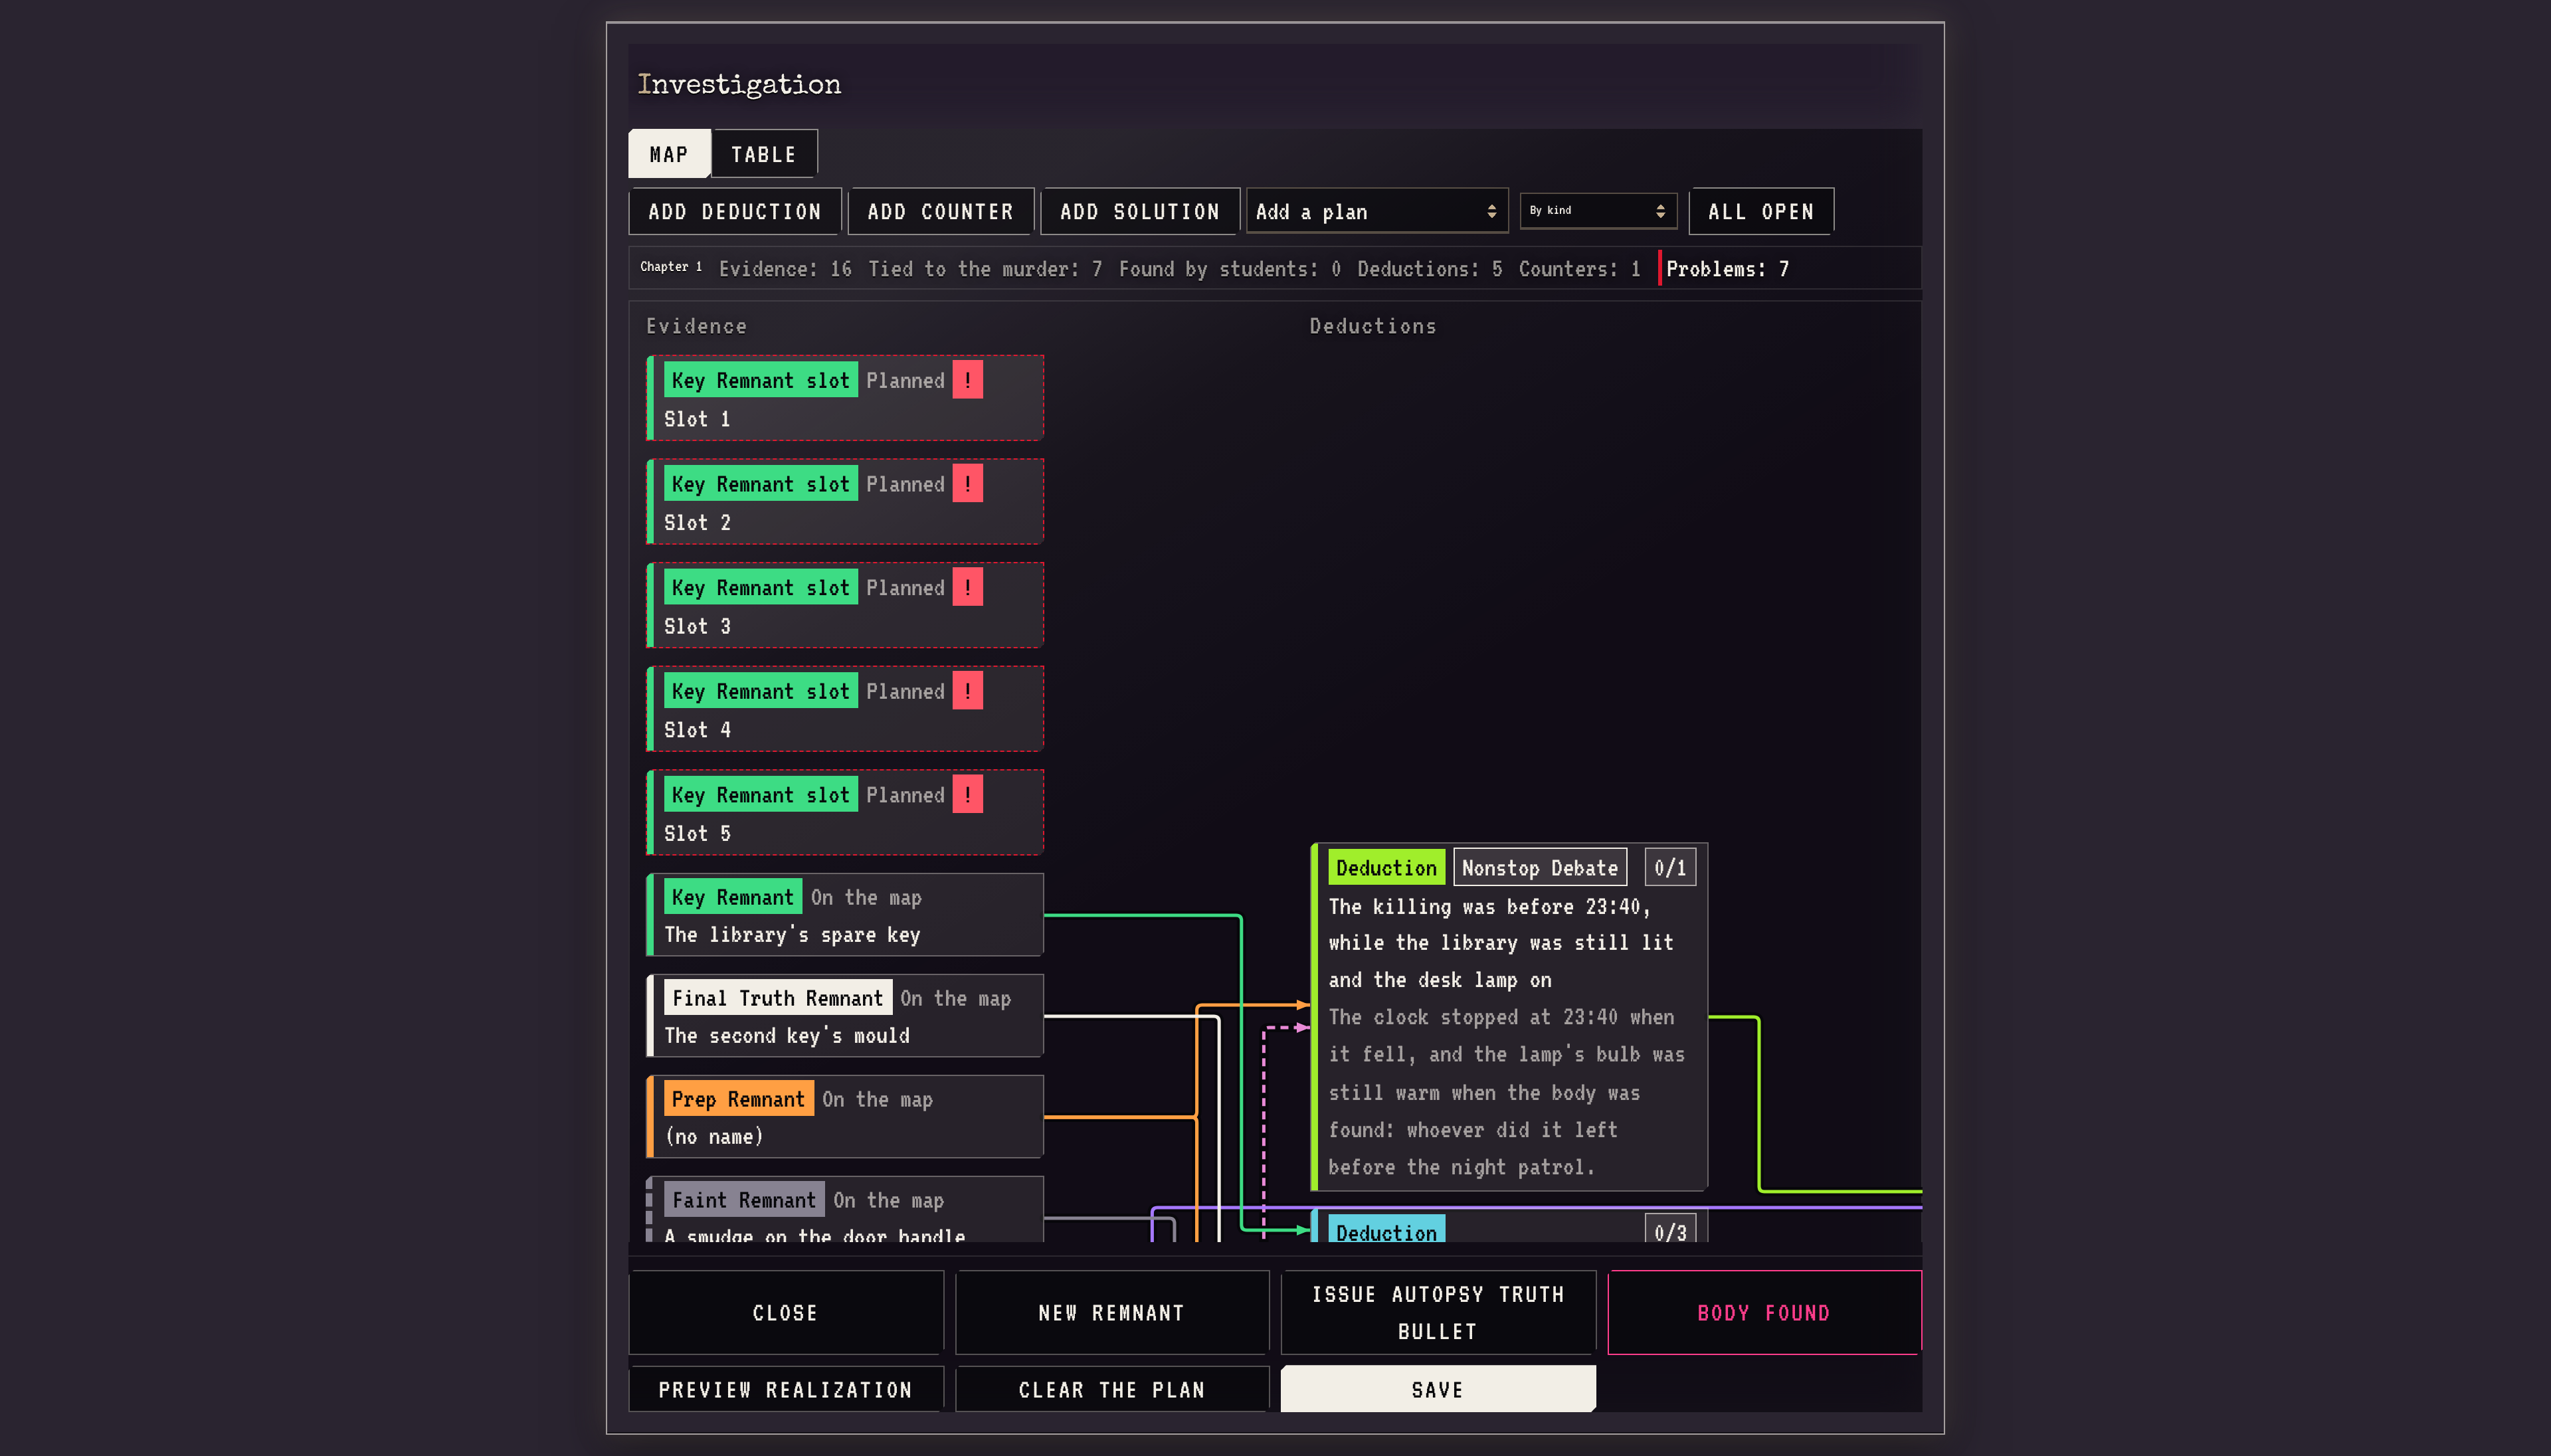 Investigation
MAP TABLE
ADD DEDUCTION ADD COUNTER ADD SOLUTION Add a plan By kind ALL OPEN
Chapter 1 Evidence: 16 Tied to the murder: 7 Found by students: 0 Deductions: 5 Counters: 1 Problems: 7
Evidence
Key Remnant slot Planned !
Slot 1
Key Remnant slot Planned !
Slot 2
Key Remnant slot Planned !
Slot 3
Key Remnant slot Planned !
Slot 4
Key Remnant slot Planned !
Slot 5
Key Remnant On the map
The library's spare key
Final Truth Remnant On the map
The second key's mould
Prep Remnant On the map
(no name)
Faint Remnant On the map
A smudge on the door handle
Deductions
Deduction Nonstop Debate 0/1
The killing was before 23:40,
while the library was still lit
and the desk lamp on
The clock stopped at 23:40 when
it fell, and the lamp's bulb was
still warm when the body was
found: whoever did it left
before the night patrol.
Deduction 0/3
CLOSE
NEW REMNANT
ISSUE AUTOPSY TRUTH
BULLET
BODY FOUND
PREVIEW REALIZATION
CLEAR THE PLAN
SAVE